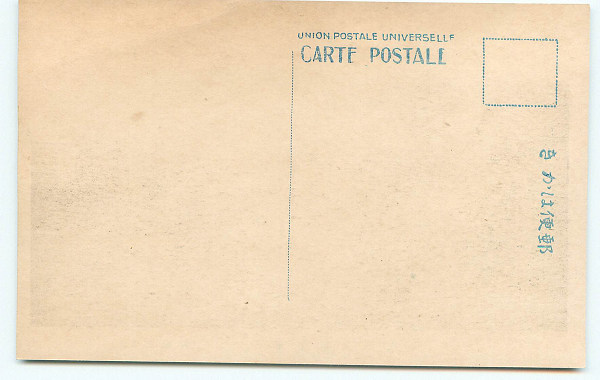 UNION POSTALE UNIVERSELLE
CARTE POSTALE
きかは便郵